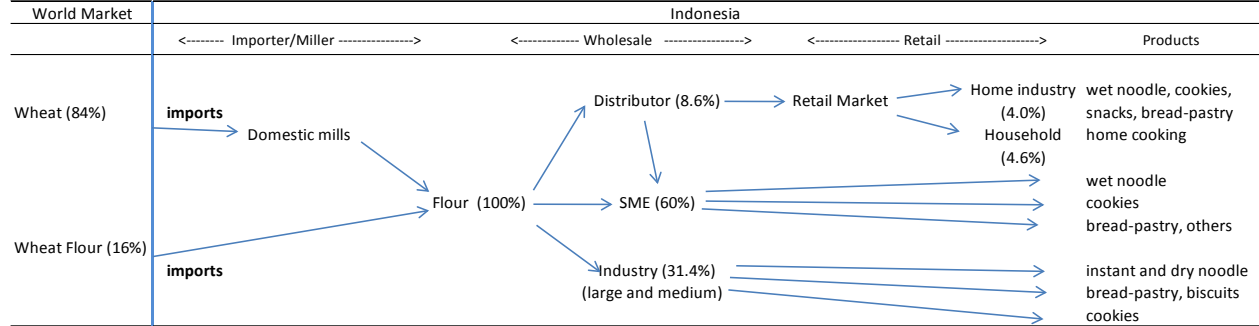 World Market Indonesia
<-------- Importer/Miller ---------------> <------------- Wholesale ---------------> <------------- Retail -------------------> Products
Wheat (84%)
imports
Domestic mills
Wheat Flour (16%)
imports
Flour (100%)
Distributor (8.6%)
SME (60%)
Industry (31.4%)
(large and medium)
Retail Market
Home industry
(4.0%)
Household
(4.6%)
wet noodle, cookies,
snacks, bread-pastry
home cooking
wet noodle
cookies
bread-pastry, others
instant and dry noodle
bread-pastry, biscuits
cookies